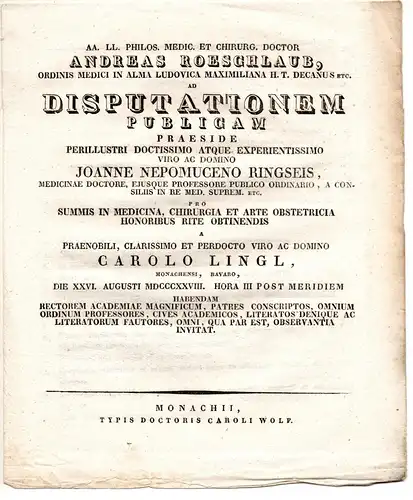 AA. LL. PHILOS. MEDIC. ET CHIRURG. DOCTOR
ANDREAS ROESCHLAUB,
ORDINIS MEDICI IN ALMA LUDOVICA MAXIMILIANA H. T. DECANUS ETC.
AD
DISPUTATIONEM
PUBLICAM
PRAESIDE
PERILLUSTRI DOCTISSIMO ATQUE EXPERIENTISSIMO
VIRO AC DOMINO
JOANNE NEPOMUCENO RINGSEIS,
MEDICINAE DOCTORE, EJUSQUE PROFESSORE PUBLICO ORDINARIO, A CON-
SILIIS IN RE MED. SUPREM. ETC.
PRO
SUMMIS IN MEDICINA, CHIRURGIA ET ARTE OBSTETRICIA
HONORIBUS RITE OBTINENDIS
A
PRAENOBILI, CLARISSIMO ET PERDOCTO VIRO AC DOMINO
CAROLO LINGL,
MONACHENSI, BAVARO,
DIE XXVI. AUGUSTI MDCCCXXVIII. HORA III POST MERIDIEM
HABENDAM
RECTOREM ACADEMIAE MAGNIFICUM, PATRES CONSCRIPTOS, OMNIUM
ORDINUM PROFESSORES, CIVES ACADEMICOS, LITERATOS DENIQUE AC
LITERATORUM FAUTORES, OMNI, QUA PAR EST, OBSERVANTIA
INVITAT.
MONACHII,
TYPIS DOCTORIS CAROLI WOLF.